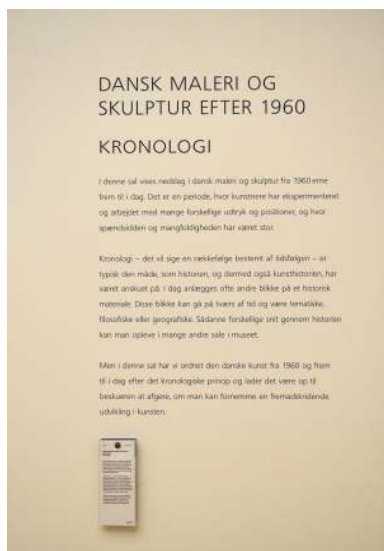 DANSK MALERI OG
SKULPTUR EFTER 1960
KRONOLOGI
I denne sal vises nedslag i dansk maleri og skulptur fra 1960'erne
frem til i dag. Det er en periode, hvor kunstnere har eksperimenteret
og arbejdet med mange forskellige udtryk og positioner, og hvor
spændvidden og mangfoldigheden har været stor.
Kronologi – det vil sige en rækkefølge bestemt af tidsfølgen – er
typisk den måde, som historien, og dermed også kunsthistorien, har
været anskuet på. I dag anlægges ofte andre blikke på et historisk
materiale. Disse blikke kan gå på tværs af tid og være tematiske,
filosofiske eller geografiske. Sådanne forskellige snit gennem historien
kan man opleve i mange andre sale i museet.
Men i denne sal har vi ordnet den danske kunst fra 1960 og frem
til i dag efter det kronologiske princip og lader det være op til
beskueren at afgøre, om man kan fornemme en fremadskridende
udvikling i kunsten.